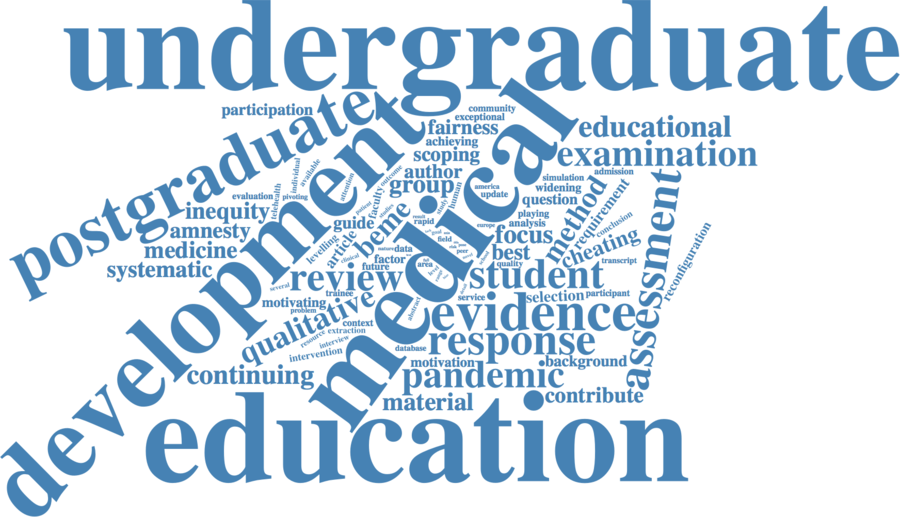 undergraduate
participation
community
exceptional
postgraduate
fairness
educational
achieving
scoping
examination
author
group
admission
simulation
widening
question
america
update
individual
available
attention
outcome
evaluation
pivoting
telehealth
inequity
amnesty
medicine
systematic
development
medical
faculty
human
study
patient
studies
guide
beme
rapid
playing
analysis
focus
method
requirement
conclusion
cheating
europe
levelling
article
clinical
data
field
peer
best
quality
transcript
assessment
reconfiguration
factor
future
area
level
review
student
several
trainee
motivating
problem
service
selection
participant
qualitative
abstract
evidence
context
resource
extraction
interview
intervention
database
response
motivation
background
continuing
pandemic
material
contribute
education